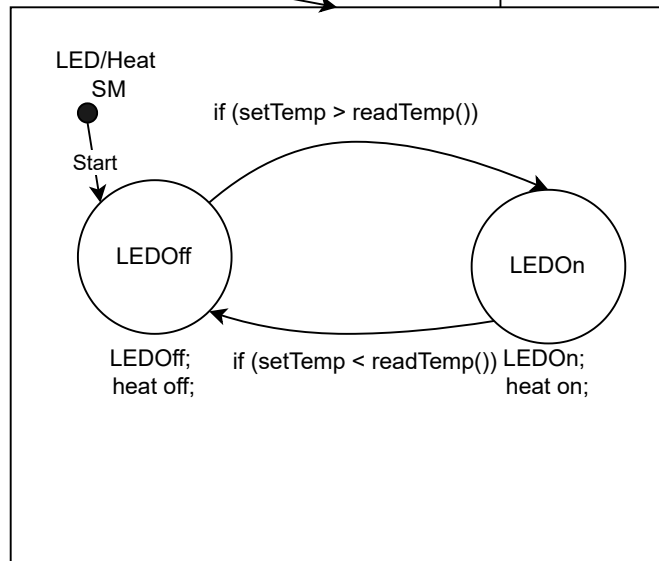 LED/Heat
SM
if (setTemp > readTemp())
Start
LEDOff
LEDOn
LEDOff;
heat off;
if (setTemp < readTemp())
LEDOn;
heat on;